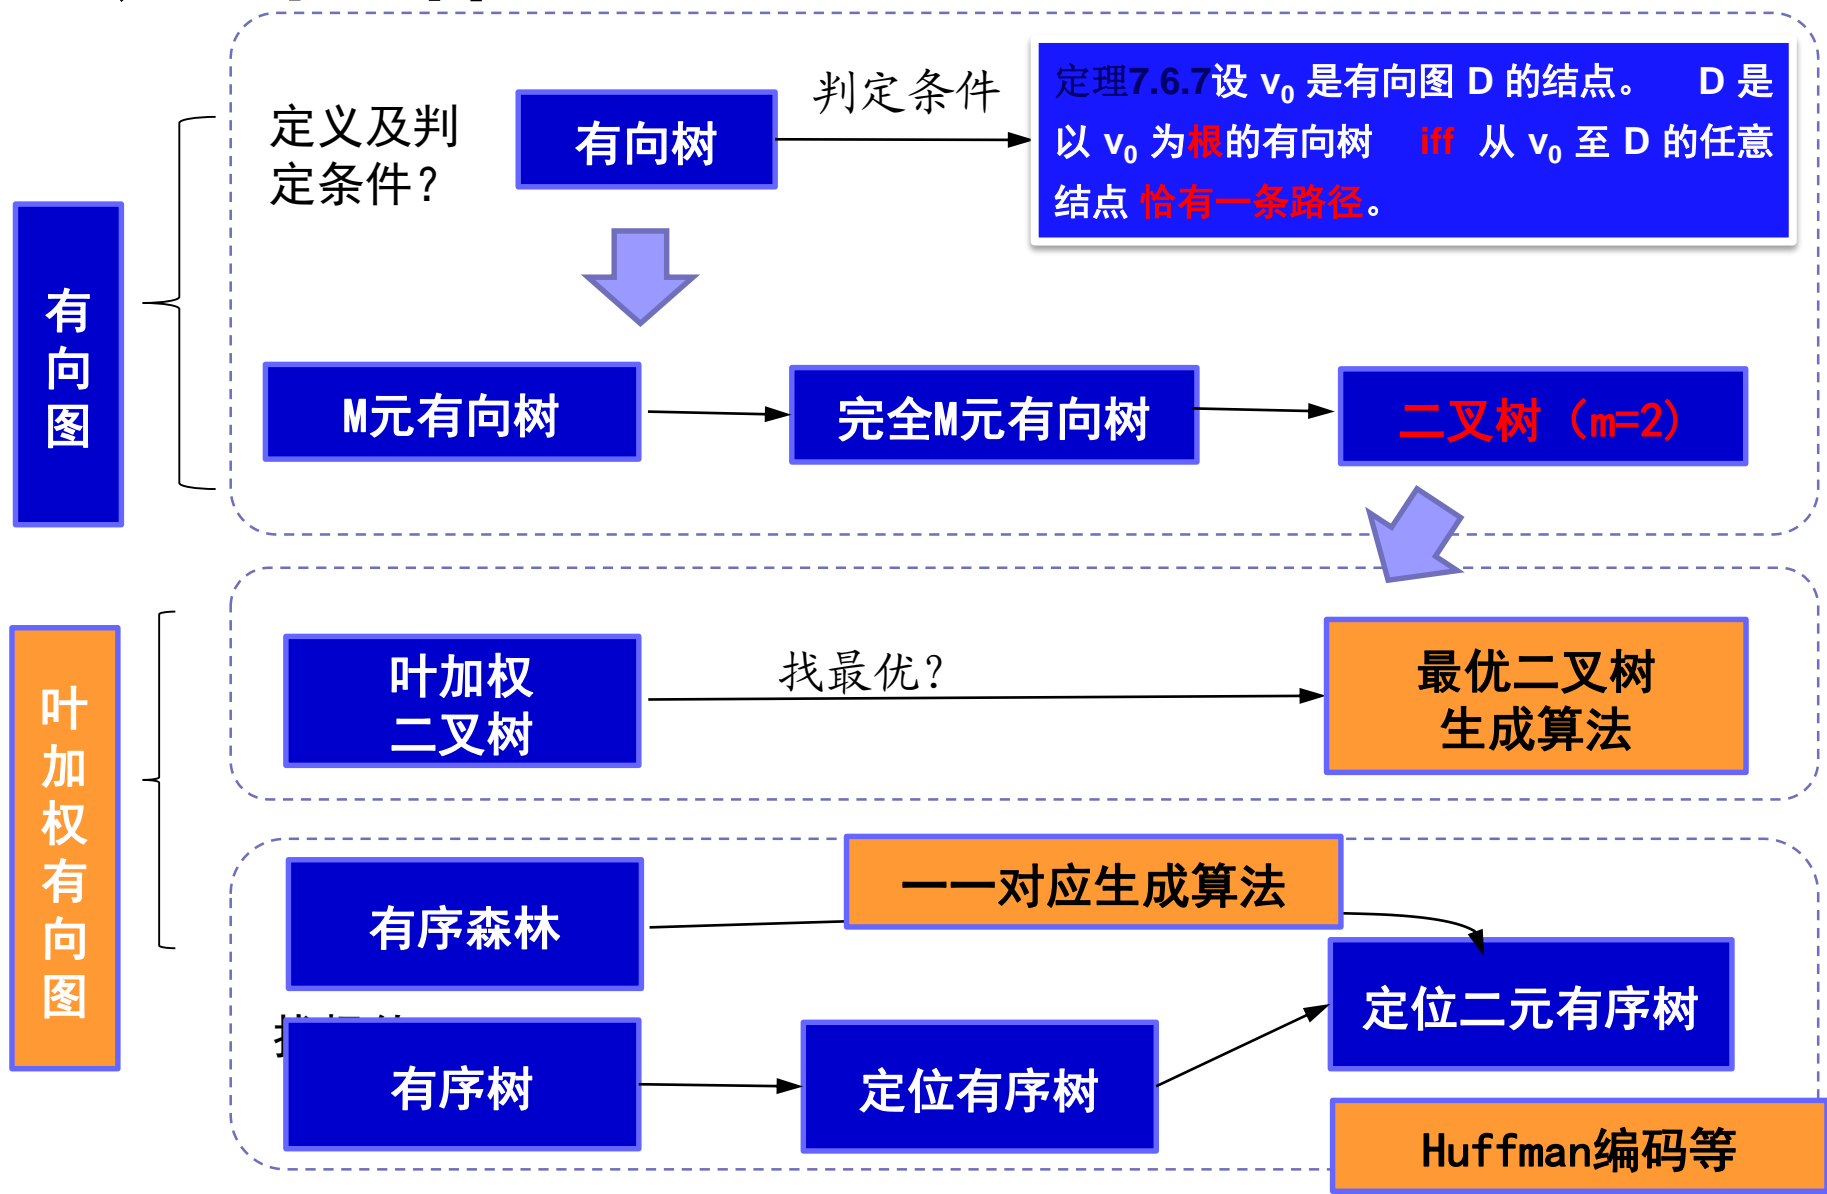 定义及判
定条件?
有向树
判定条件
定理7.6.7设 v0 是有向图 D 的结点。 D 是
以 v0 为根的有向树 iff 从 v0 至 D 的任意
结点 恰有一条路径。
有
向
图
M元有向树
完全M元有向树
二叉树（m=2）
叶
加
权
有
向
图
叶加权
二叉树
找最优?
最优二叉树
生成算法
有序森林
一一对应生成算法
定位二元有序树
有序树
定位有序树
Huffman编码等